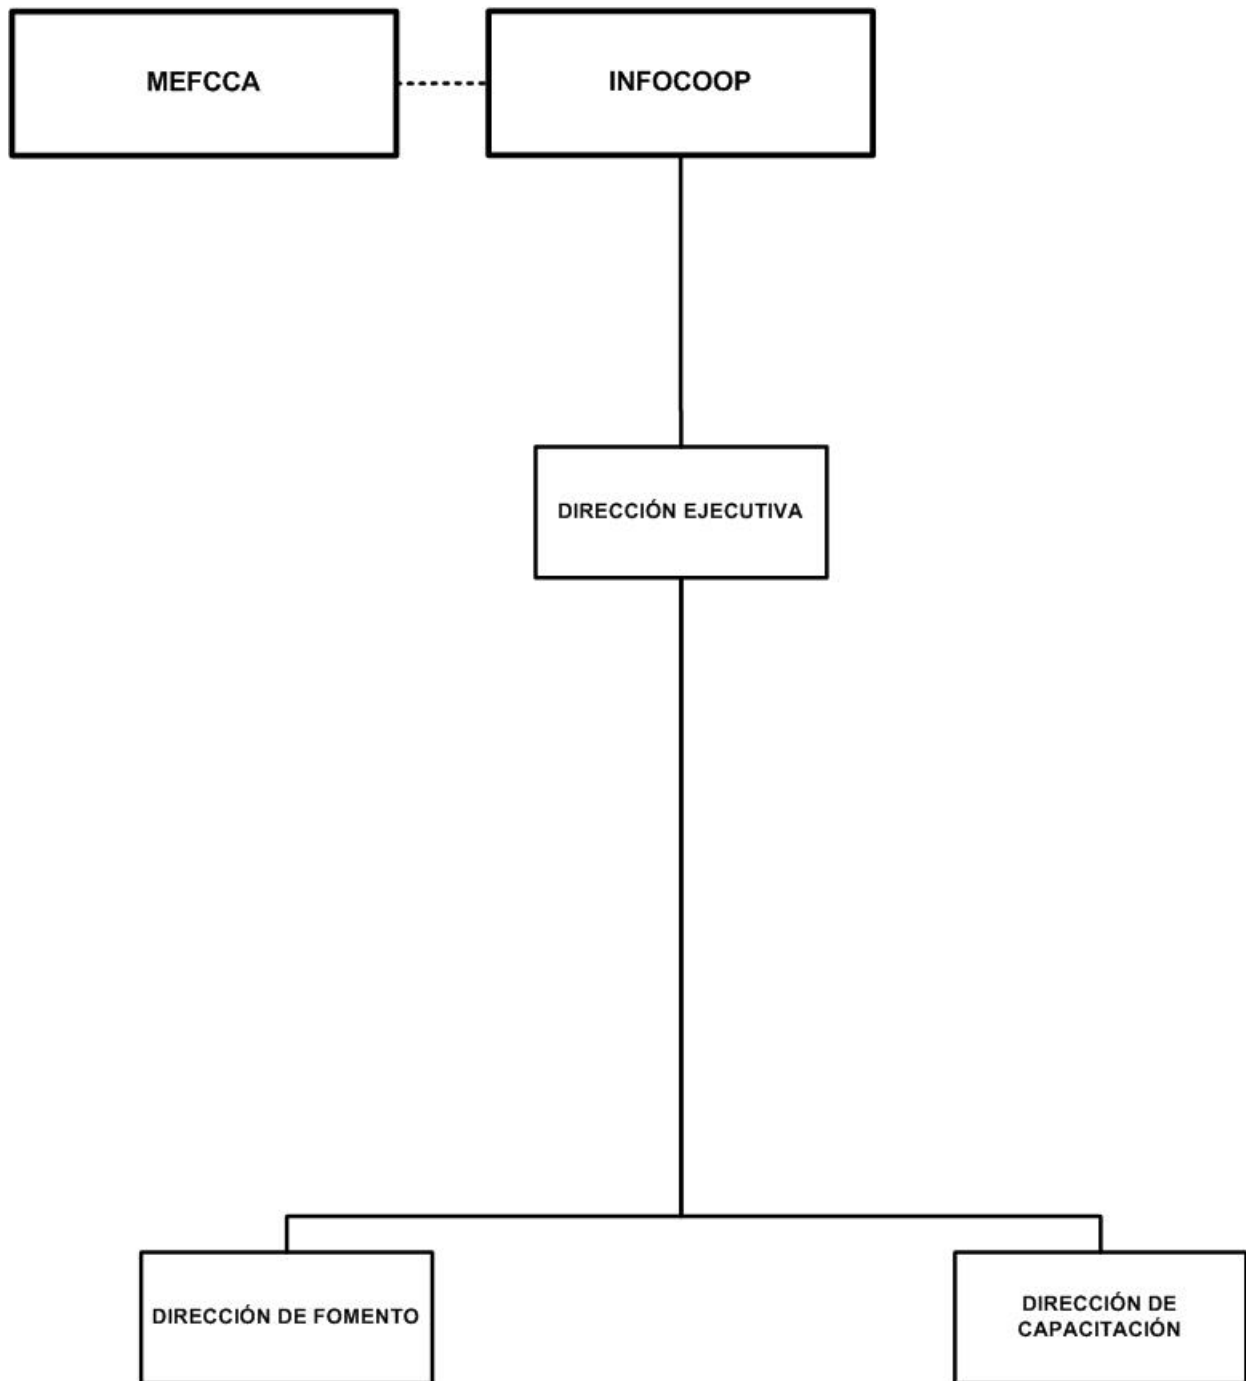 MEFCCA
INFOCOOP
DIRECCIÓN EJECUTIVA
DIRECCIÓN DE FOMENTO
DIRECCIÓN DE
CAPACITACIÓN